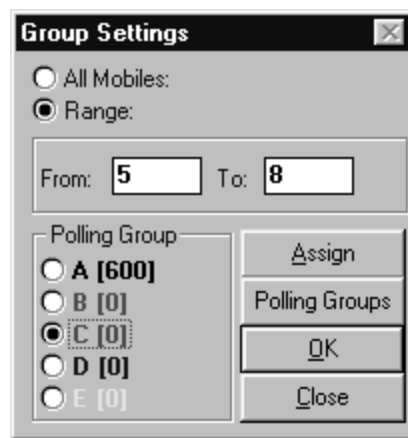 Group Settings
All Mobiles:
Range:
From: 5 To: 8
Polling Group
A [600]
B [0]
C [0]
D [0]
E [0]
Assign
Polling Groups
OK
Close